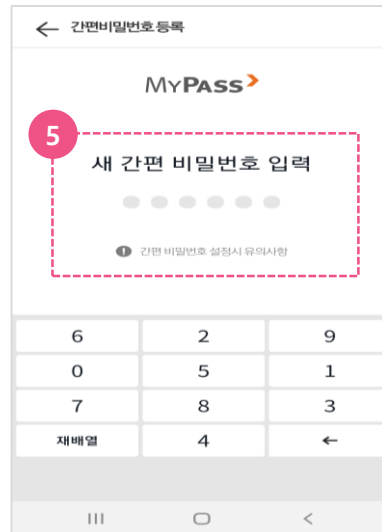 ← 간편비밀번호 등록
MYPASS
5
새 간편 비밀번호 입력
! 간편 비밀번호 설정시 유의사항
6 2 9
0 5 1
7 8 3
재배열 4 ←